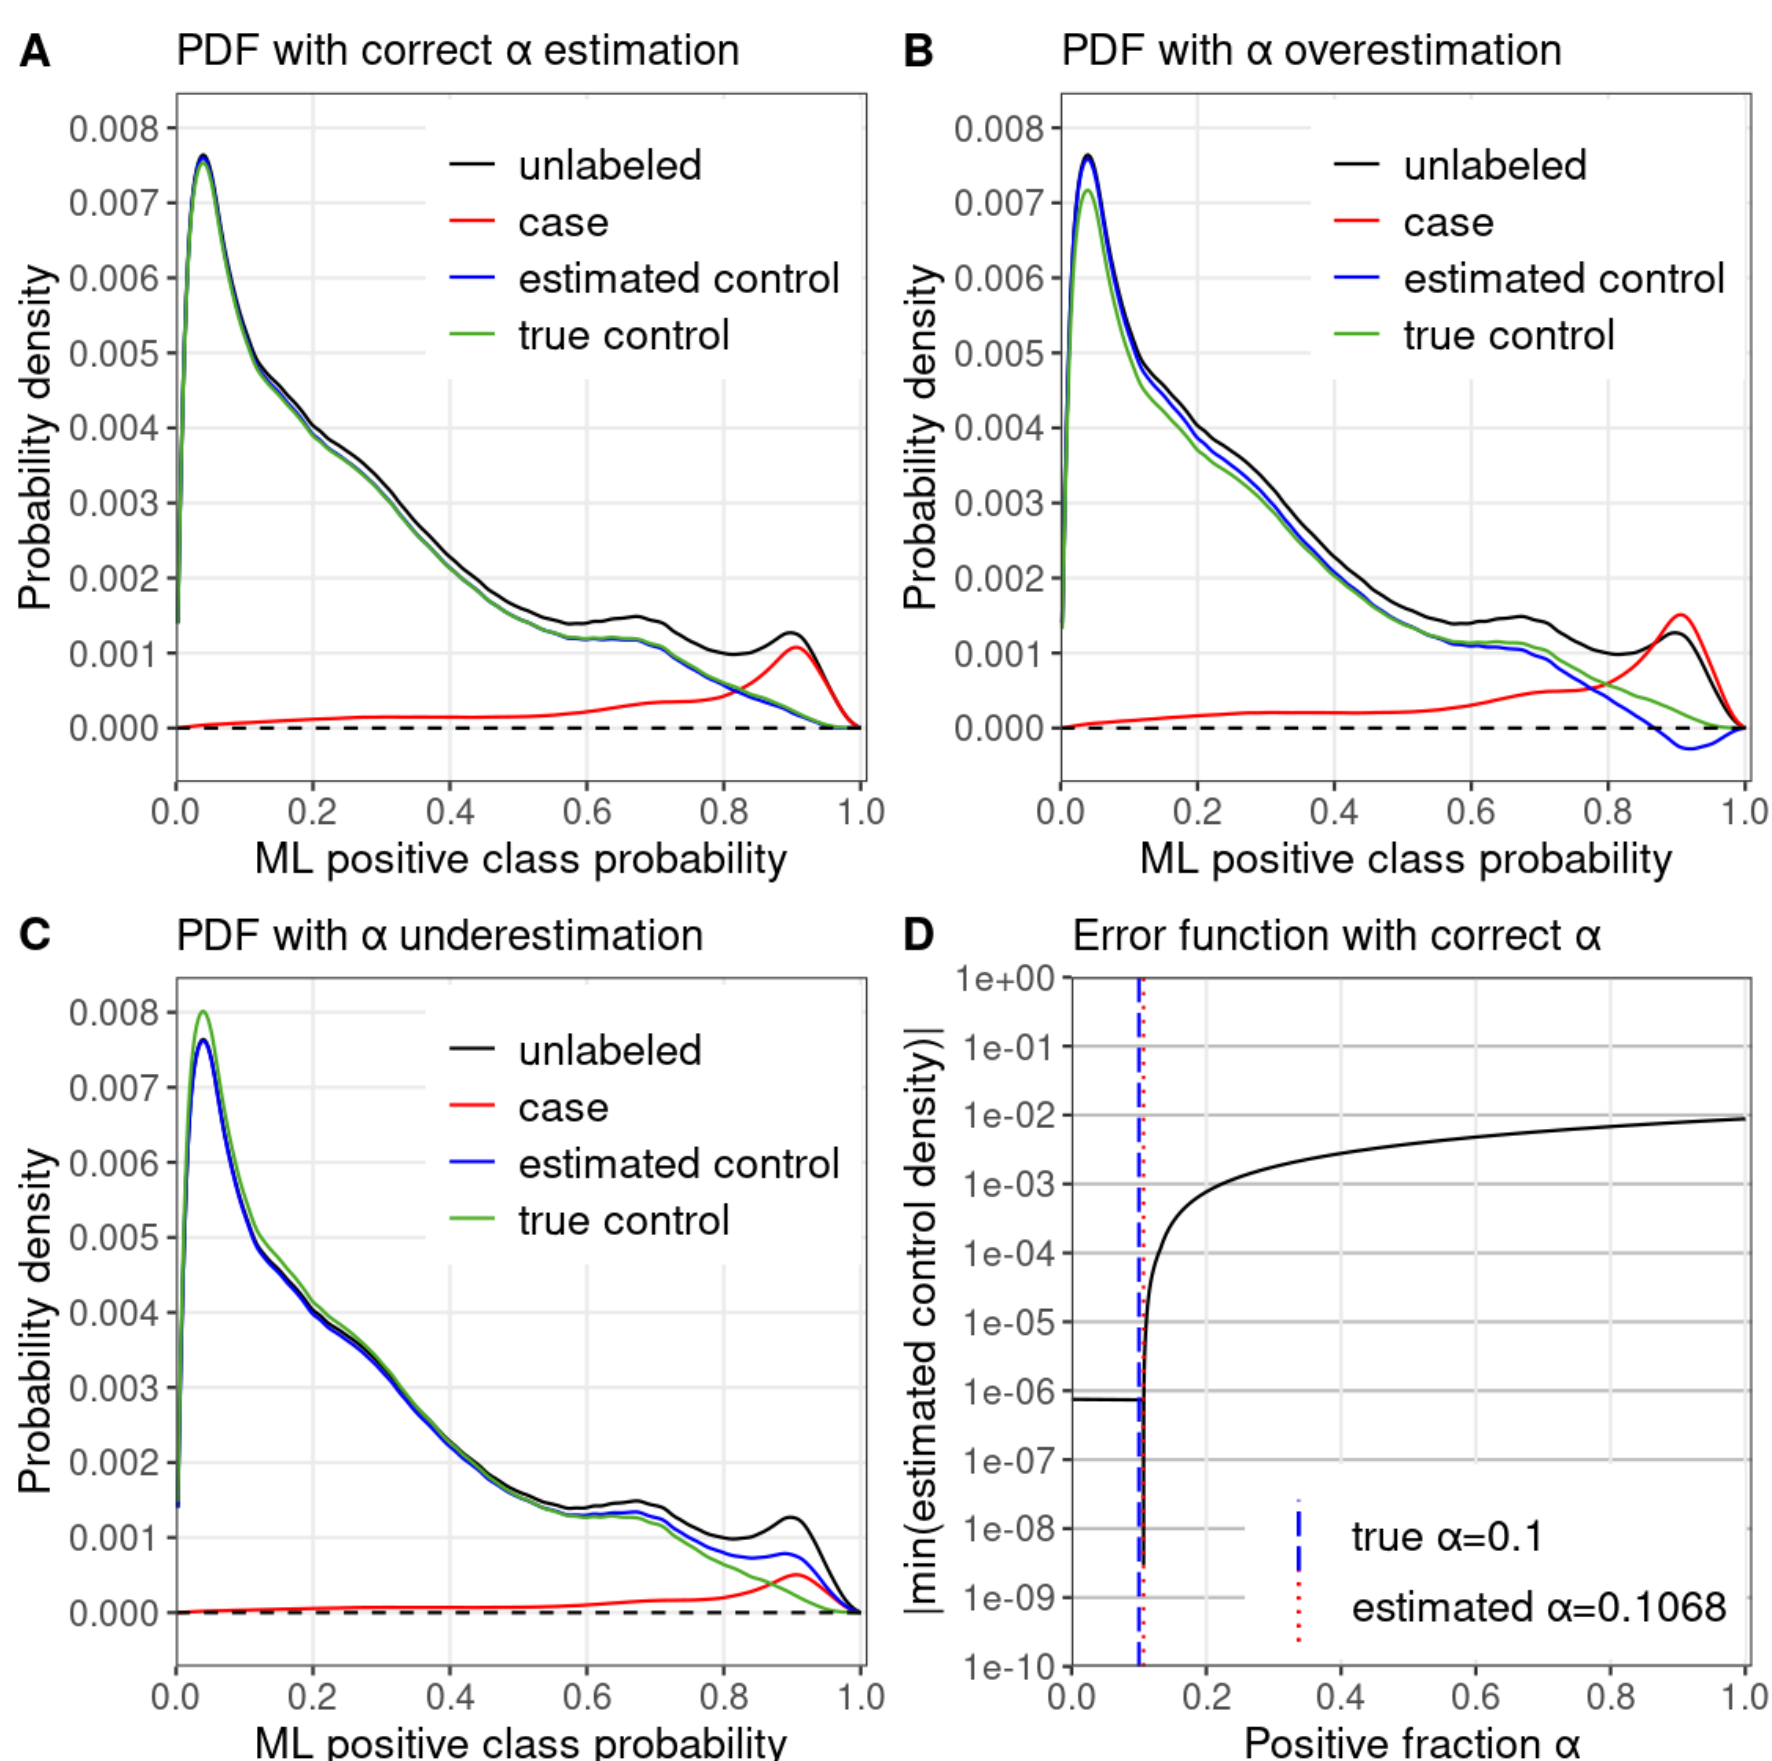 A PDF with correct α estimation
Probability density
0.008
0.007
0.006
0.005
0.004
0.003
0.002
0.001
0.000
unlabeled
case
estimated control
true control
0.0 0.2 0.4 0.6 0.8 1.0
ML positive class probability
B PDF with α overestimation
Probability density
0.008
0.007
0.006
0.005
0.004
0.003
0.002
0.001
0.000
unlabeled
case
estimated control
true control
0.0 0.2 0.4 0.6 0.8 1.0
ML positive class probability
C PDF with α underestimation
Probability density
0.008
0.007
0.006
0.005
0.004
0.003
0.002
0.001
0.000
unlabeled
case
estimated control
true control
0.0 0.2 0.4 0.6 0.8 1.0
ML positive class probability
D Error function with correct α
|min(estimated control density)|
1e+00
1e-01
1e-02
1e-03
1e-04
1e-05
1e-06
1e-07
1e-08
1e-09
1e-10
true α=0.1
estimated α=0.1068
0.0 0.2 0.4 0.6 0.8 1.0
Positive fraction α